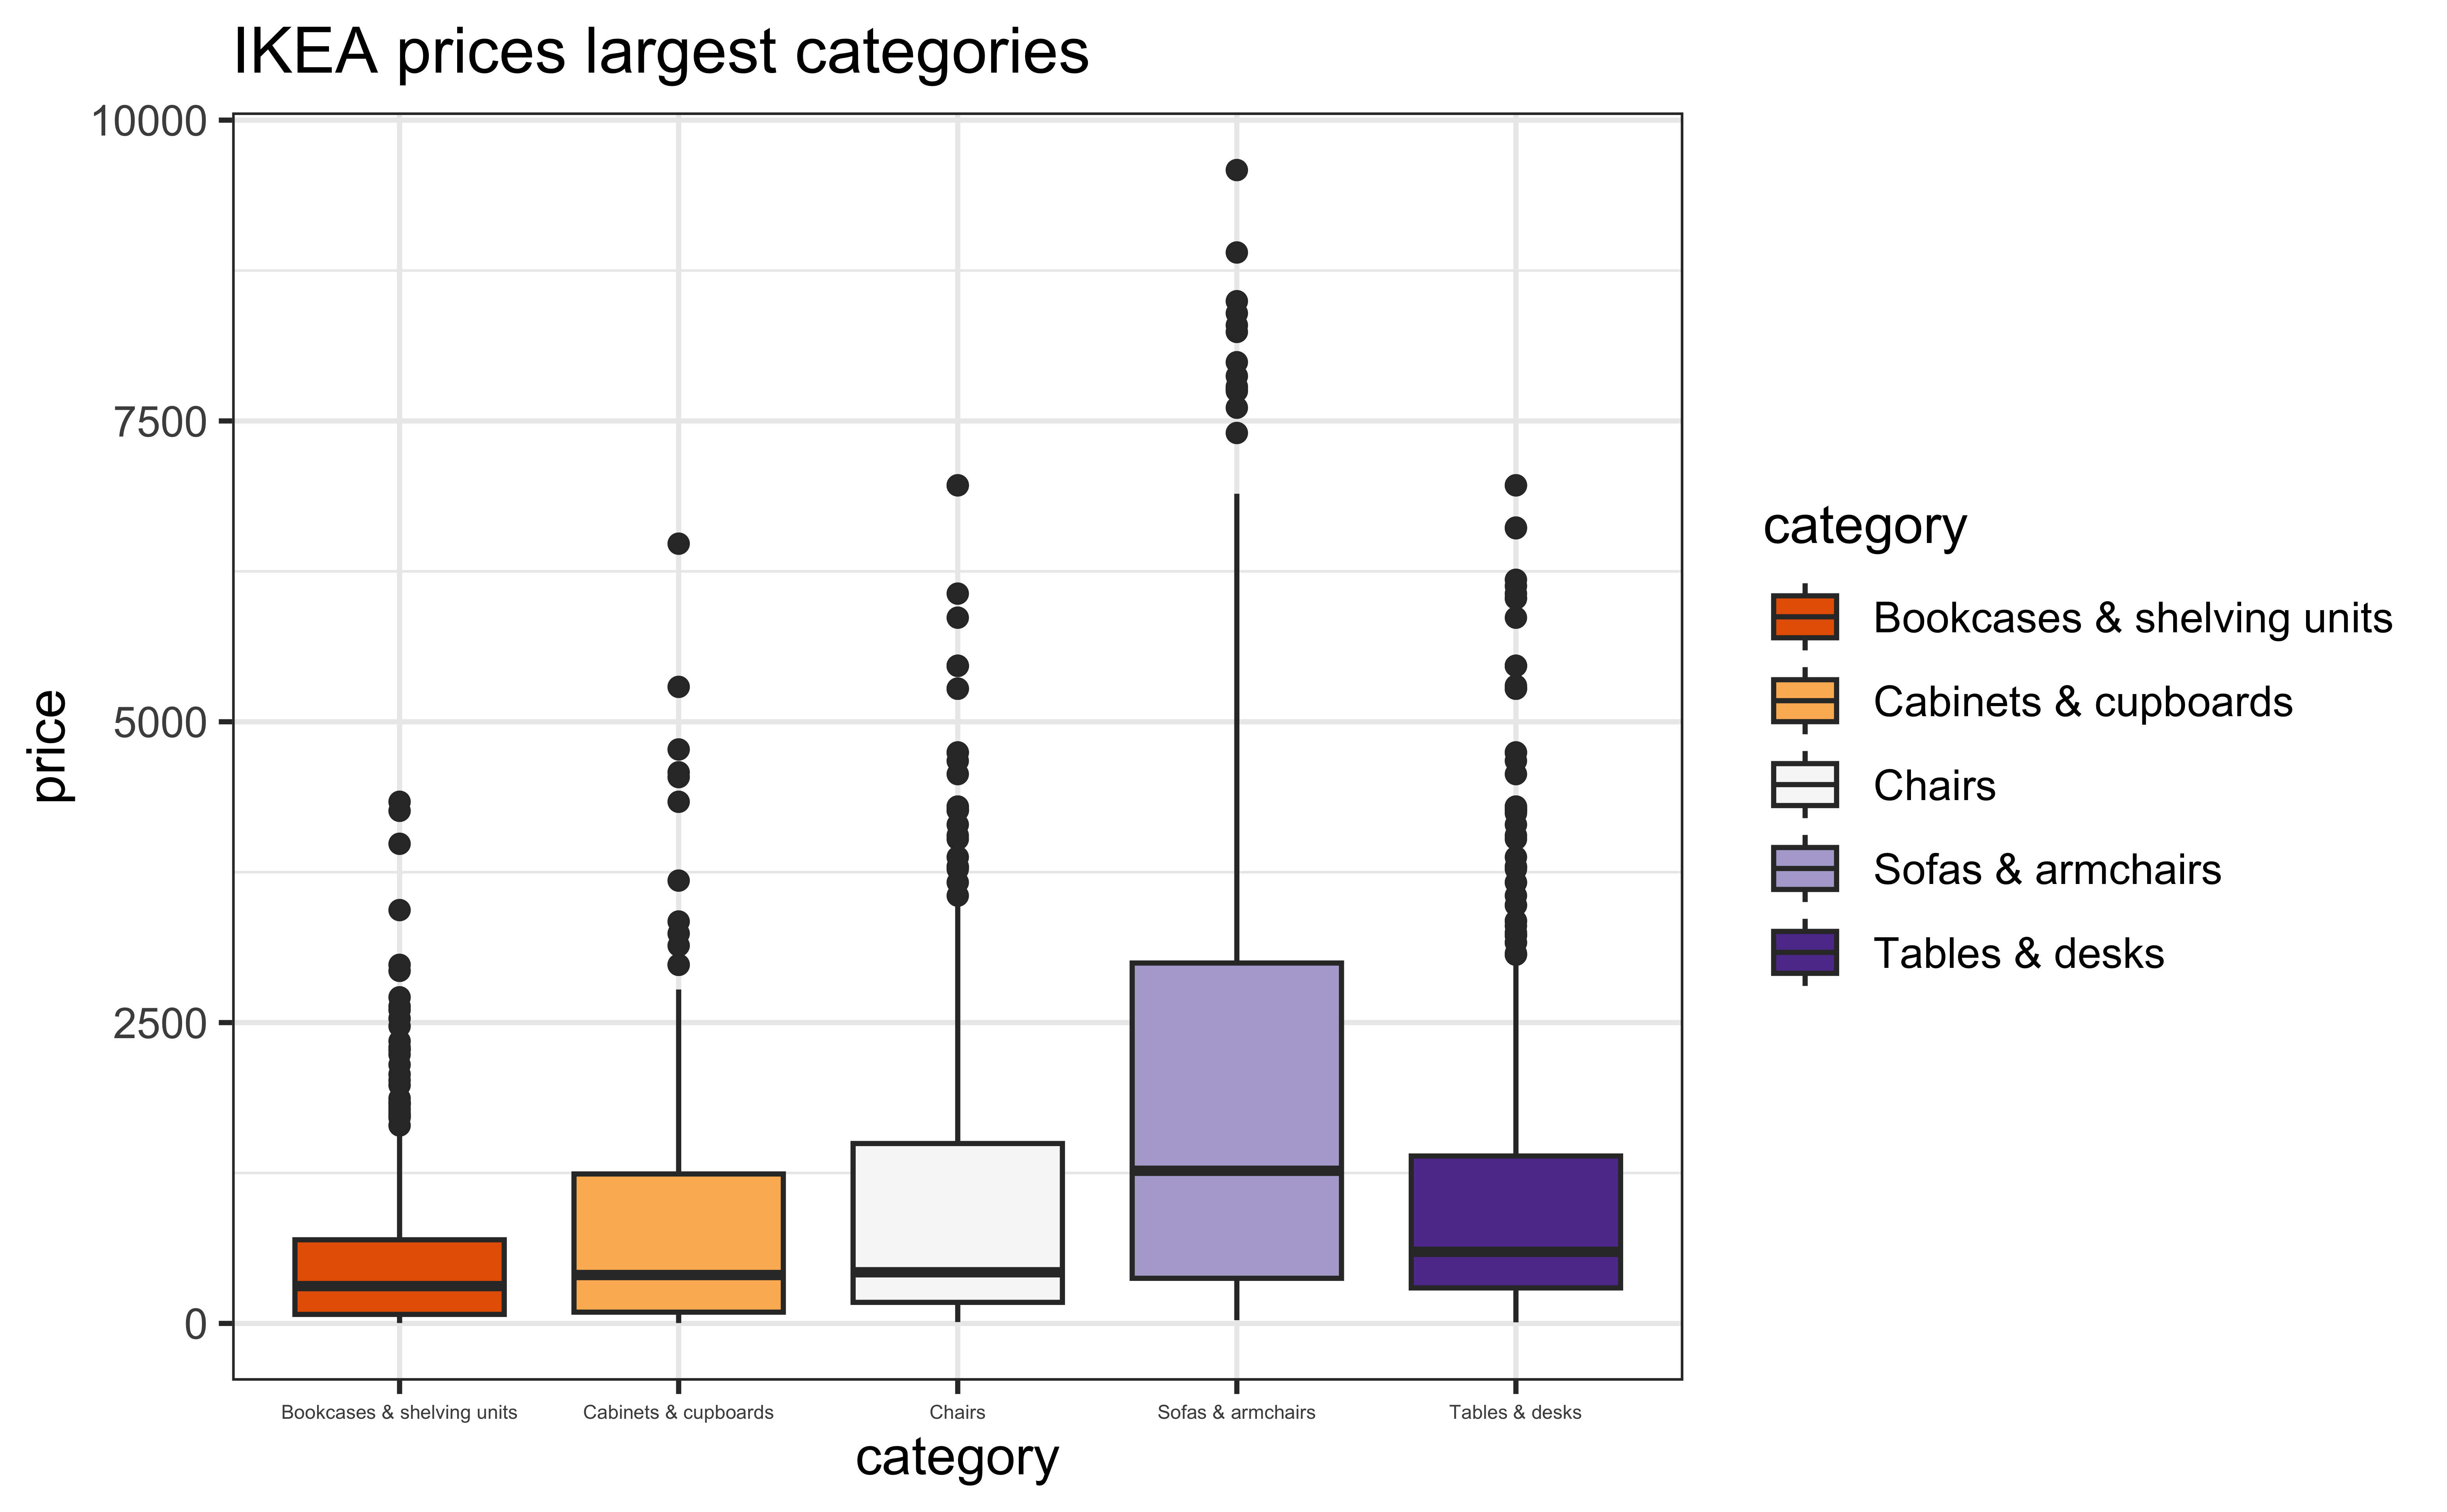 IKEA prices largest categories
10000
7500
5000
2500
0
price
Bookcases & shelving units
Cabinets & cupboards
Chairs
Sofas & armchairs
Tables & desks
category
category
Bookcases & shelving units
Cabinets & cupboards
Chairs
Sofas & armchairs
Tables & desks